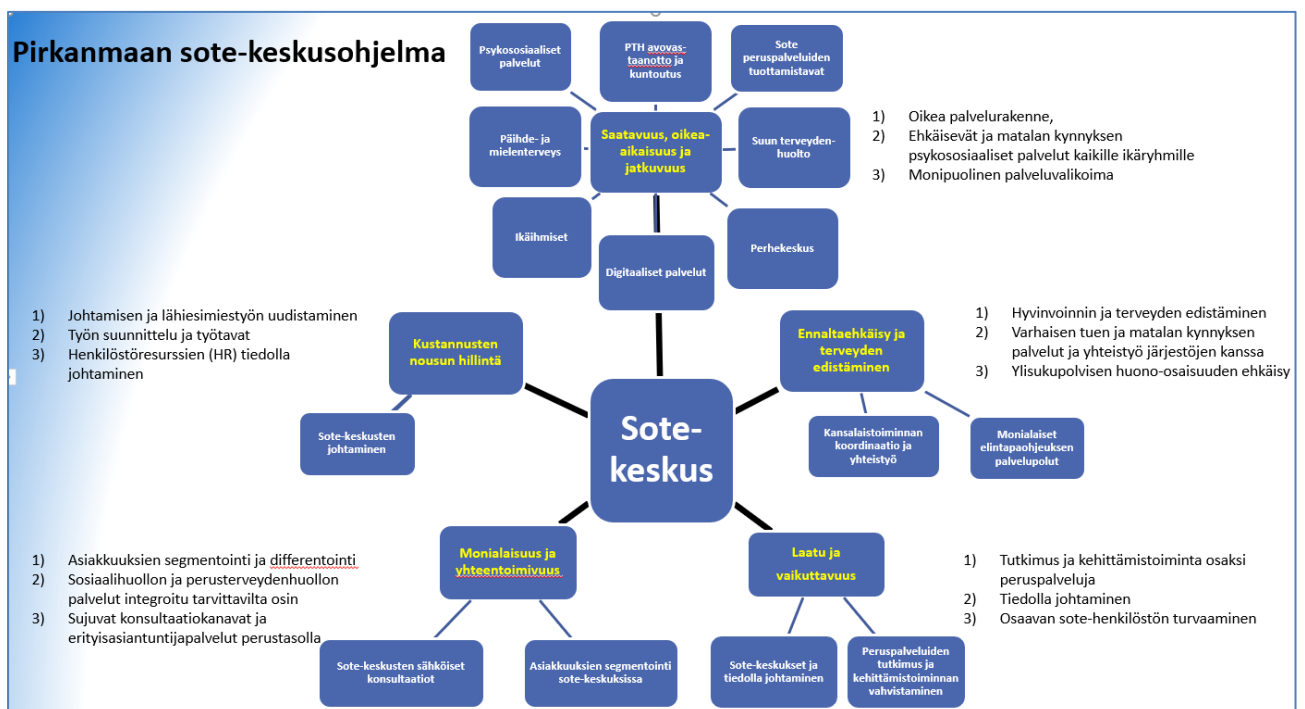 Pirkanmaan sote-keskusohjelma
Psykososiaaliset
palvelut
PTH avovas-
taanotto ja
kuntoutus
Sote
peruspalveluiden
tuottamistavat
Päihde- ja
mielenterveys
Saatavuus, oikea-
aikaisuus ja
jatkuvuus
Suun terveyden-
huolto
Ikäihmiset
Digitaaliset palvelut
Perhekeskus
1) Oikea palvelurakenne,
2) Ehkäisevät ja matalan kynnyksen
psykososiaaliset palvelut kaikille ikäryhmille
3) Monipuolinen palveluvalikoima
1) Johtamisen ja lähiesimiestyön uudistaminen
2) Työn suunnittelu ja työtavat
3) Henkilöstöresurssien (HR) tiedolla
johtaminen
Kustannusten
nousun hillintä
Sote-keskusten
johtaminen
Sote-
keskus
Ennaltaehkäisy ja
terveyden
edistäminen
Kansalaistoiminnan
koordinaatio ja
yhteistyö
Monialaiset
elintapaohjeuksen
palvelupolut
1) Hyvinvoinnin ja terveyden edistäminen
2) Varhaisen tuen ja matalan kynnyksen
palvelut ja yhteistyö järjestöjen kanssa
3) Ylisukupolvisen huono-osaisuuden ehkäisy
1) Asiakkuuksien segmentointi ja differentointi
2) Sosiaalihuollon ja perusterveydenhuollon
palvelut integroitu tarvittavilta osin
3) Sujuvat konsultaatiokanavat ja
erityisasiantuntijapalvelut perustasolla
Monialaisuus ja
yhteentoimivuus
Sote-keskusten sähköiset
konsultaatiot
Asiakkuuksien segmentointi
sote-keskuksissa
Laatu ja
vaikuttavuus
Sote-keskukset ja
tiedolla johtaminen
Peruspalveluiden
tutkimus ja
kehittämistoiminnan
vahvistaminen
1) Tutkimus ja kehittämistoiminta osaksi
peruspalveluja
2) Tiedolla johtaminen
3) Osaavan sote-henkilöstön turvaaminen